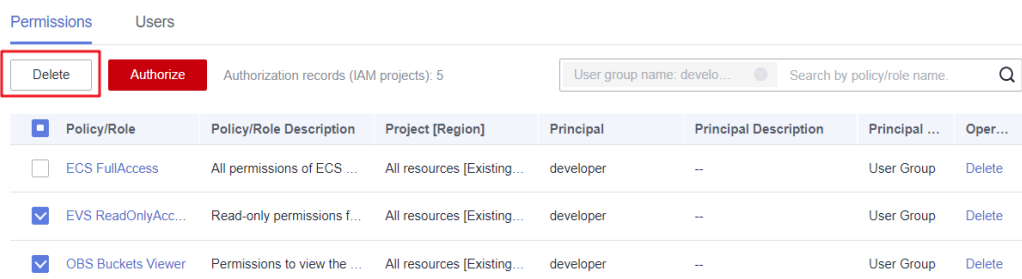 Permissions Users
Delete Authorize Authorization records (IAM projects): 5 User group name: develo... Search by policy/role name.
Policy/Role Policy/Role Description Project [Region] Principal Principal Description Principal ... Oper...
ECS FullAccess All permissions of ECS ... All resources [Existing... developer -- User Group Delete
EVS ReadOnlyAcc... Read-only permissions f... All resources [Existing... developer -- User Group Delete
OBS Buckets Viewer Permissions to view the ... All resources [Existing... developer -- User Group Delete